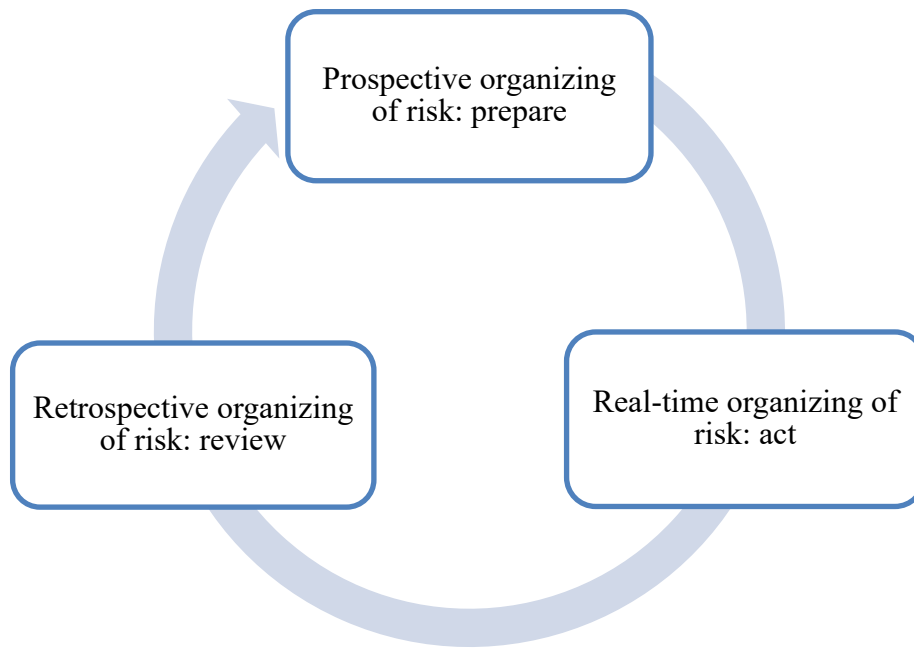 Prospective organizing
of risk: prepare
Real-time organizing of
risk: act
Retrospective organizing
of risk: review